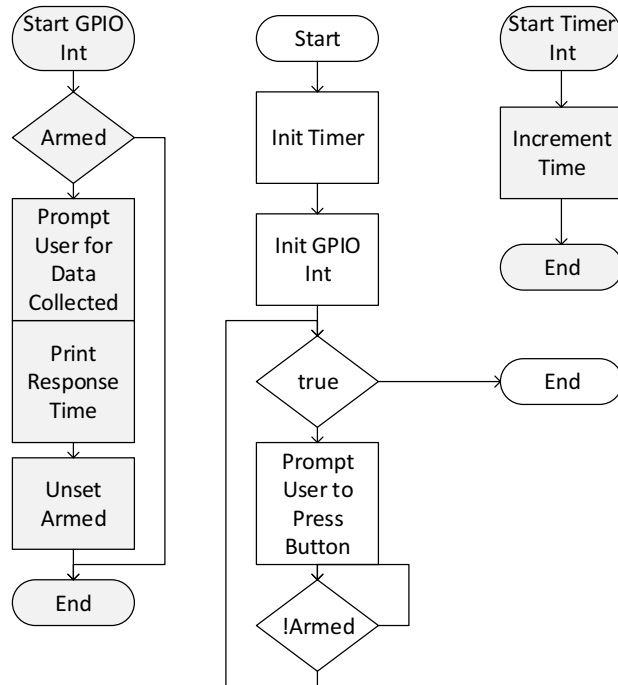 Start GPIO
Int
Armed
Prompt
User for
Data
Collected
Print
Response
Time
Unset
Armed
End
Start
Init Timer
Init GPIO
Int
true
Prompt
User to
Press
Button
!Armed
End
Start Timer
Int
Increment
Time
End